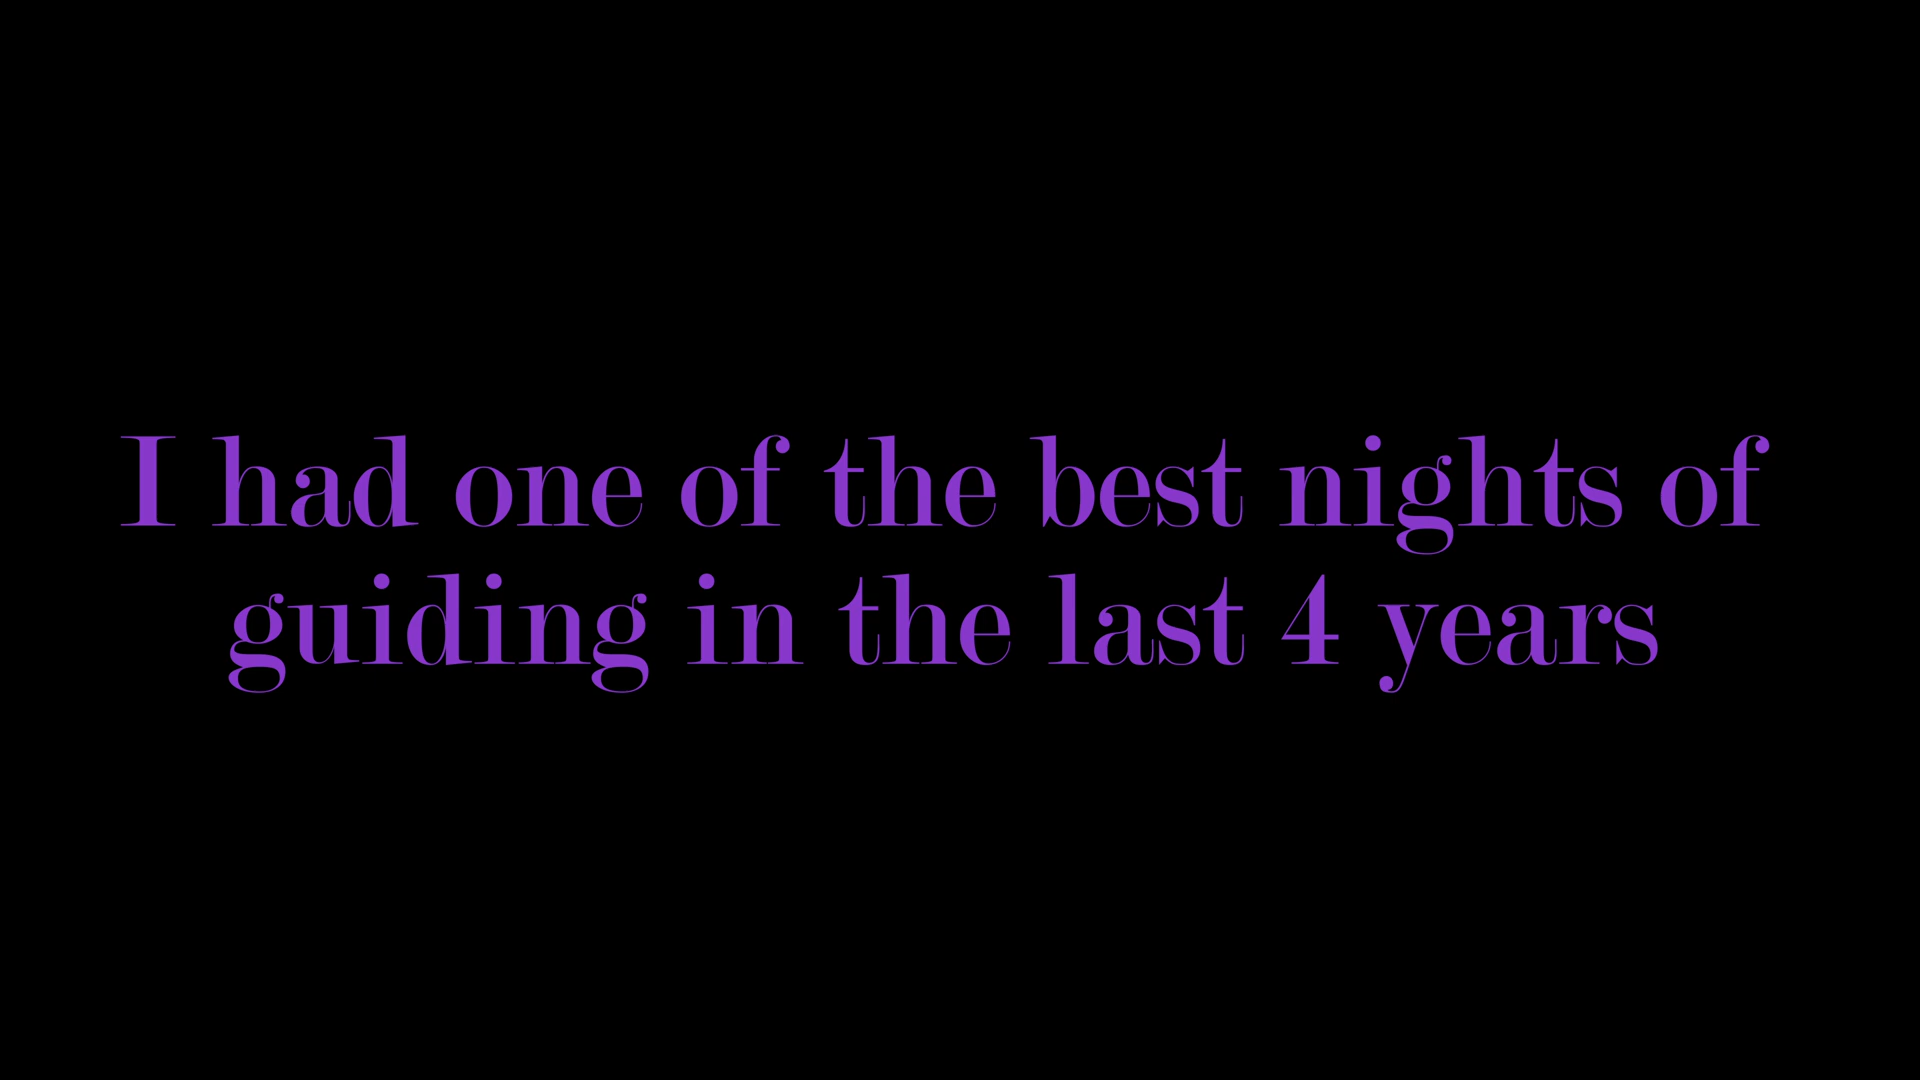 I had one of the best nights of
guiding in the last 4 years